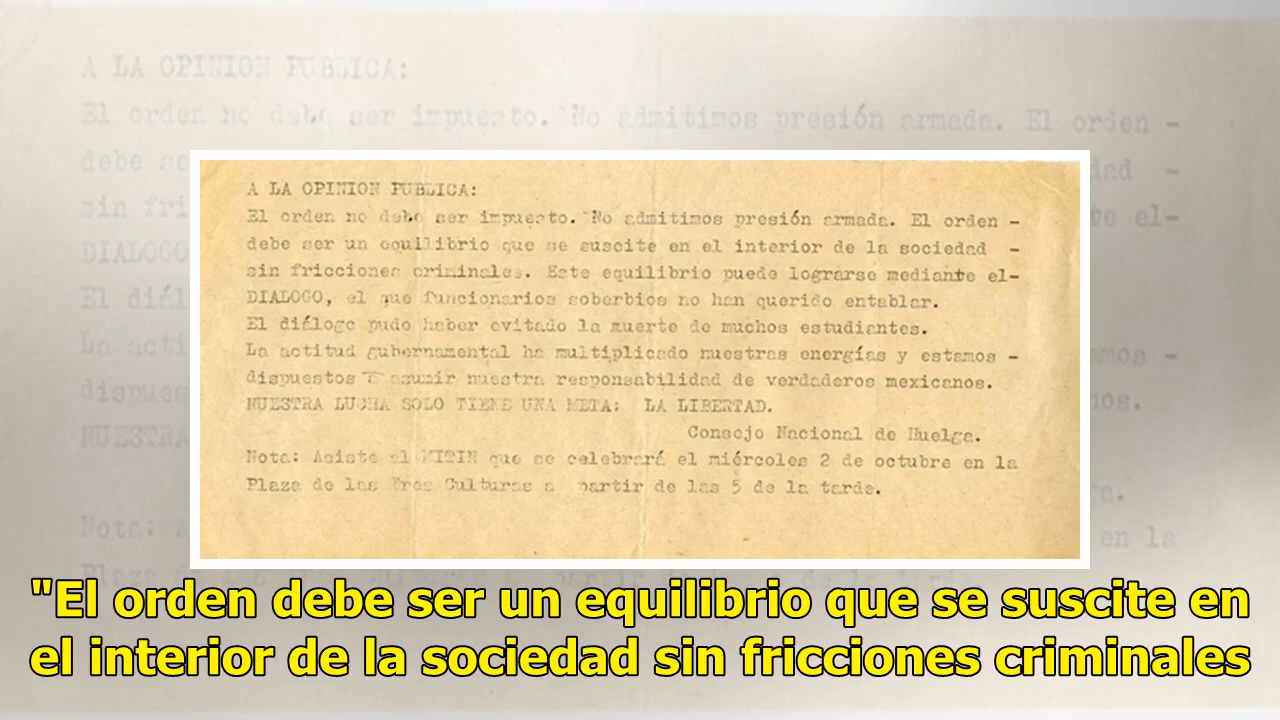 A LA OPINION PUBLICA:
El orden no debe ser impuesto. No admitimos presión armada. El orden -
debe ser un equilibrio que se suscite en el interior de la sociedad -
sin fricciones criminales. Este equilibrio puede lograrse mediante el-
DIALOGO, el que funcionarios soberbios no han querido entablar.
El diálogo pudo haber evitado la muerte de muchos estudiantes.
La actitud gubernamental ha multiplicado nuestras energías y estamos -
dispuestos a asumir nuestra responsabilidad de verdaderos mexicanos.
NUESTRA LUCHA SOLO TIENE UNA META: LA LIBERTAD.
Consejo Nacional de Huelga.
Nota: Asiste al MITIN que se celebrará el miércoles 2 de octubre en la
Plaza de las Tres Culturas a partir de las 5 de la tarde.
"El orden debe ser un equilibrio que se suscite en
el interior de la sociedad sin fricciones criminales